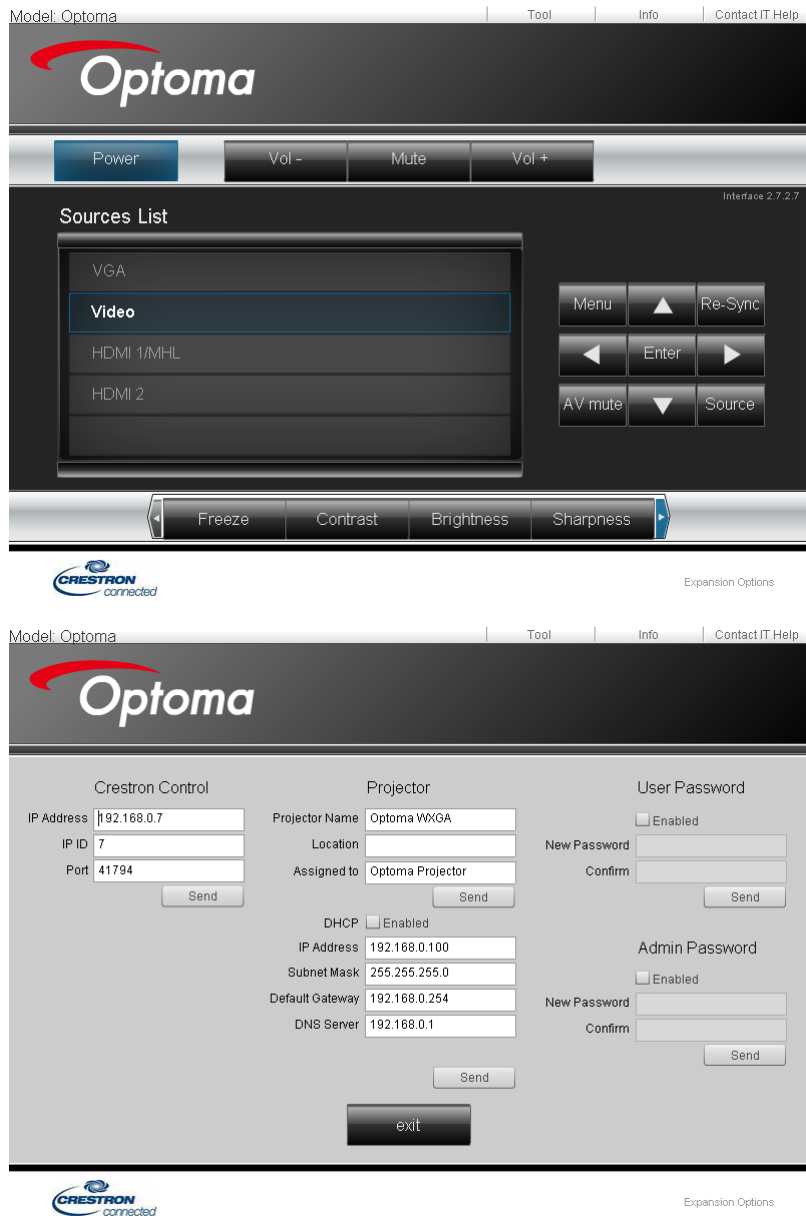 Model: Optoma Tool Info Contact IT Help
Optoma
Power Vol - Mute Vol +
Interface 2.7.2.7
Sources List
VGA
Video
HDMI 1/MHL
HDMI 2
Menu Re-Sync
Enter
AV mute Source
Freeze Contrast Brightness Sharpness
CRESTRON
connected
Expansion Options
Model: Optoma Tool Info Contact IT Help
Optoma
Crestron Control
IP Address 192.168.0.7
IP ID 7
Port 41794
Send
Projector
Projector Name Optoma WXGA
Location
Assigned to Optoma Projector
Send
DHCP Enabled
IP Address 192.168.0.100
Subnet Mask 255.255.255.0
Default Gateway 192.168.0.254
DNS Server 192.168.0.1
Send
User Password
Enabled
New Password
Confirm
Send
Admin Password
Enabled
New Password
Confirm
Send
exit
CRESTRON
connected
Expansion Options